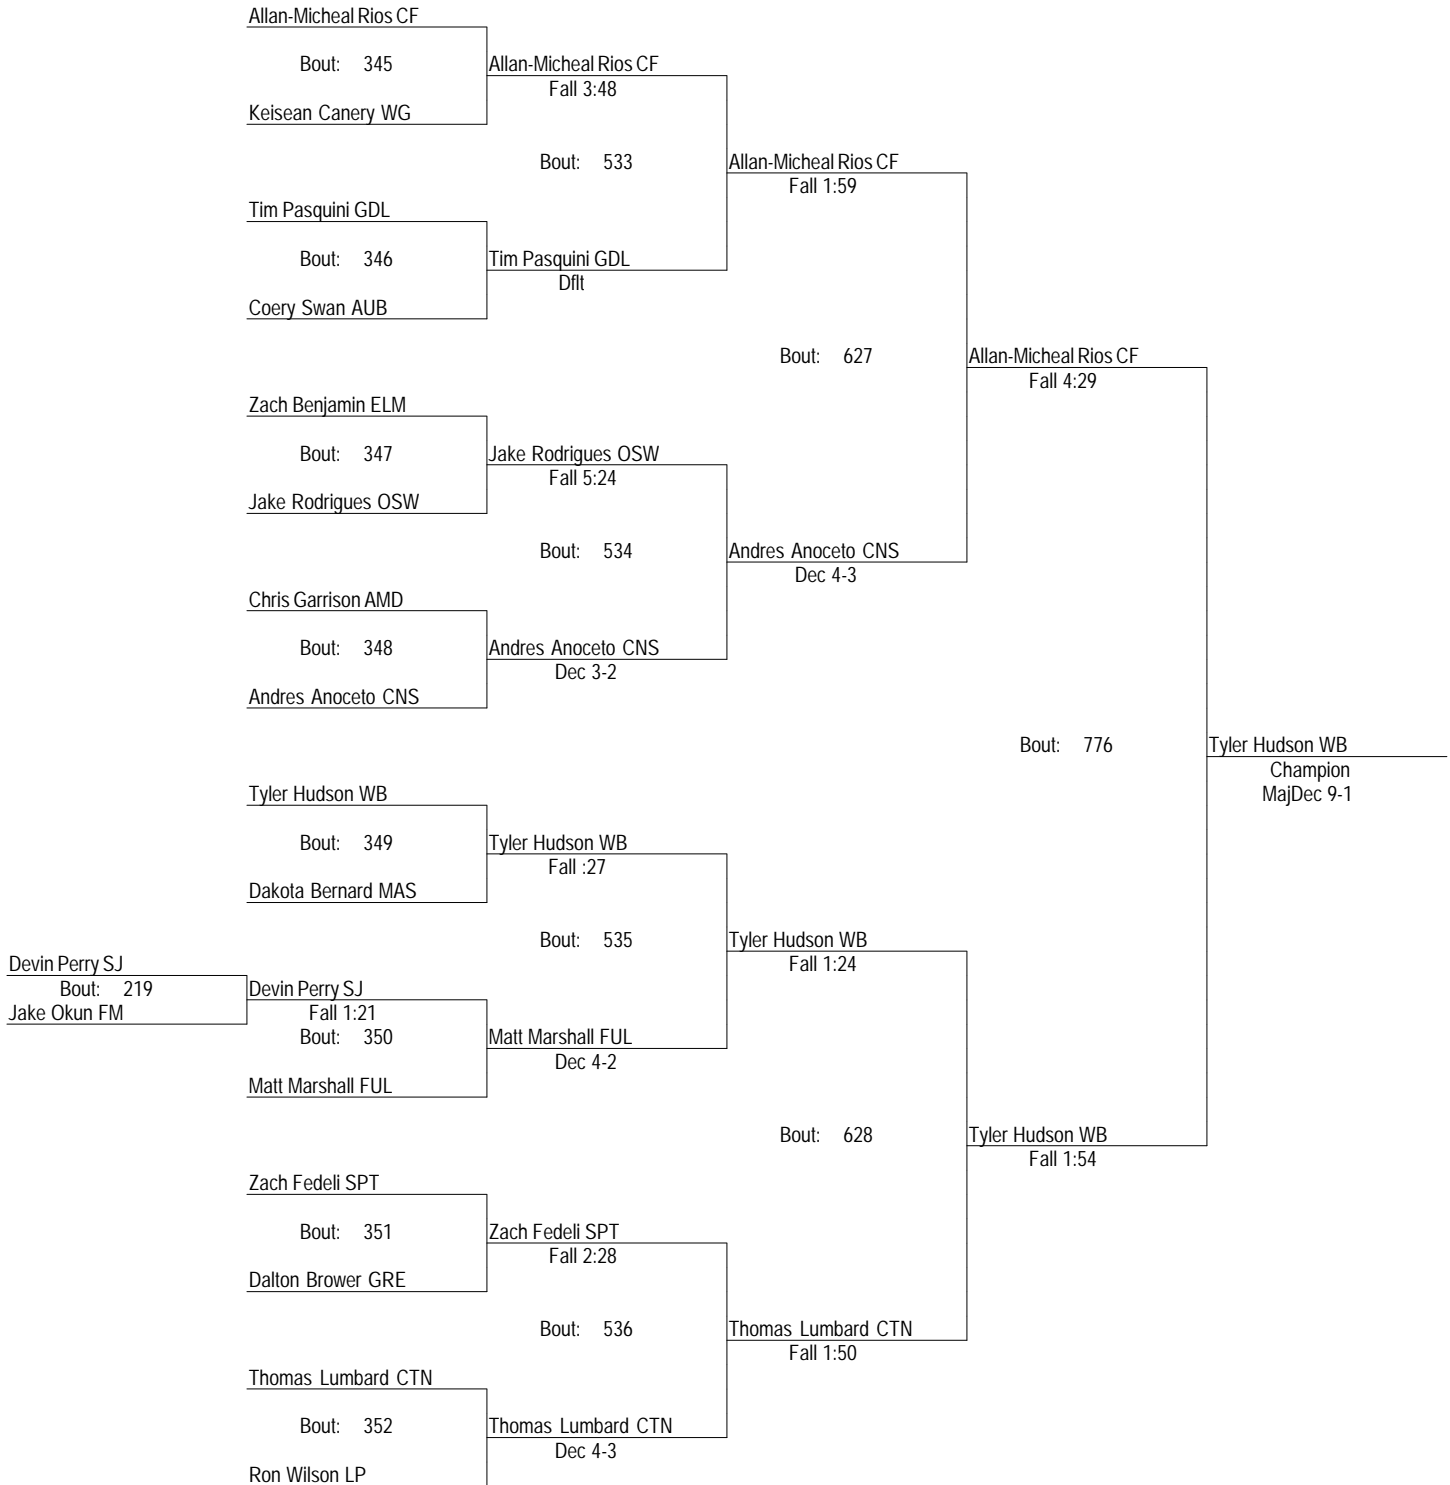 Allan-Micheal Rios CF
Bout: 345
Allan-Micheal Rios CF
Fall 3:48
Keisean Canery WG
Bout: 533
Allan-Micheal Rios CF
Fall 1:59
Tim Pasquini GDL
Bout: 346
Tim Pasquini GDL
Dflt
Coery Swan AUB
Bout: 627
Allan-Micheal Rios CF
Fall 4:29
Zach Benjamin ELM
Bout: 347
Jake Rodrigues OSW
Fall 5:24
Jake Rodrigues OSW
Bout: 534
Andres Anoceto CNS
Dec 4-3
Chris Garrison AMD
Bout: 348
Andres Anoceto CNS
Dec 3-2
Andres Anoceto CNS
Bout: 776
Tyler Hudson WB
Champion
MajDec 9-1
Tyler Hudson WB
Bout: 349
Tyler Hudson WB
Fall :27
Dakota Bernard MAS
Bout: 535
Tyler Hudson WB
Fall 1:24
Devin Perry SJ
Bout: 219
Jake Okun FM
Devin Perry SJ
Fall 1:21
Bout: 350
Matt Marshall FUL
Dec 4-2
Matt Marshall FUL
Bout: 628
Tyler Hudson WB
Fall 1:54
Zach Fedeli SPT
Bout: 351
Zach Fedeli SPT
Fall 2:28
Dalton Brower GRE
Bout: 536
Thomas Lumbard CTN
Fall 1:50
Thomas Lumbard CTN
Bout: 352
Thomas Lumbard CTN
Dec 4-3
Ron Wilson LP